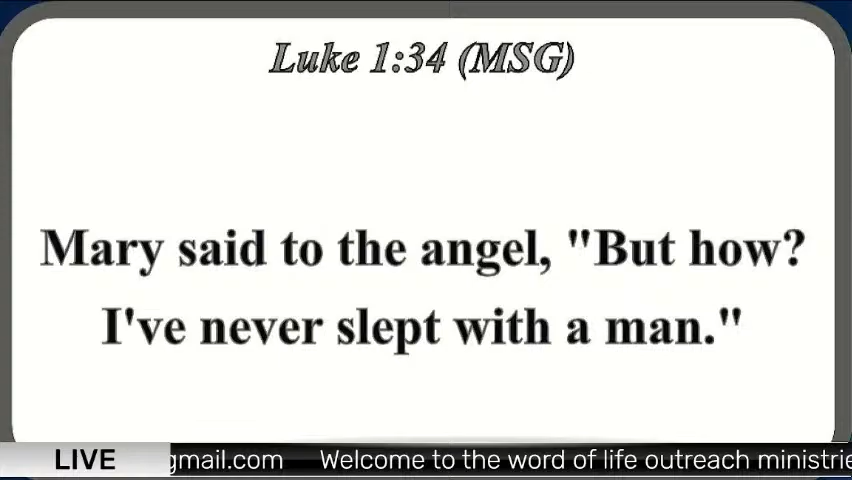 Luke 1:34 (MSG)
Mary said to the angel, "But how?
I've never slept with a man."
LIVE gmail.com Welcome to the word of life outreach ministrie